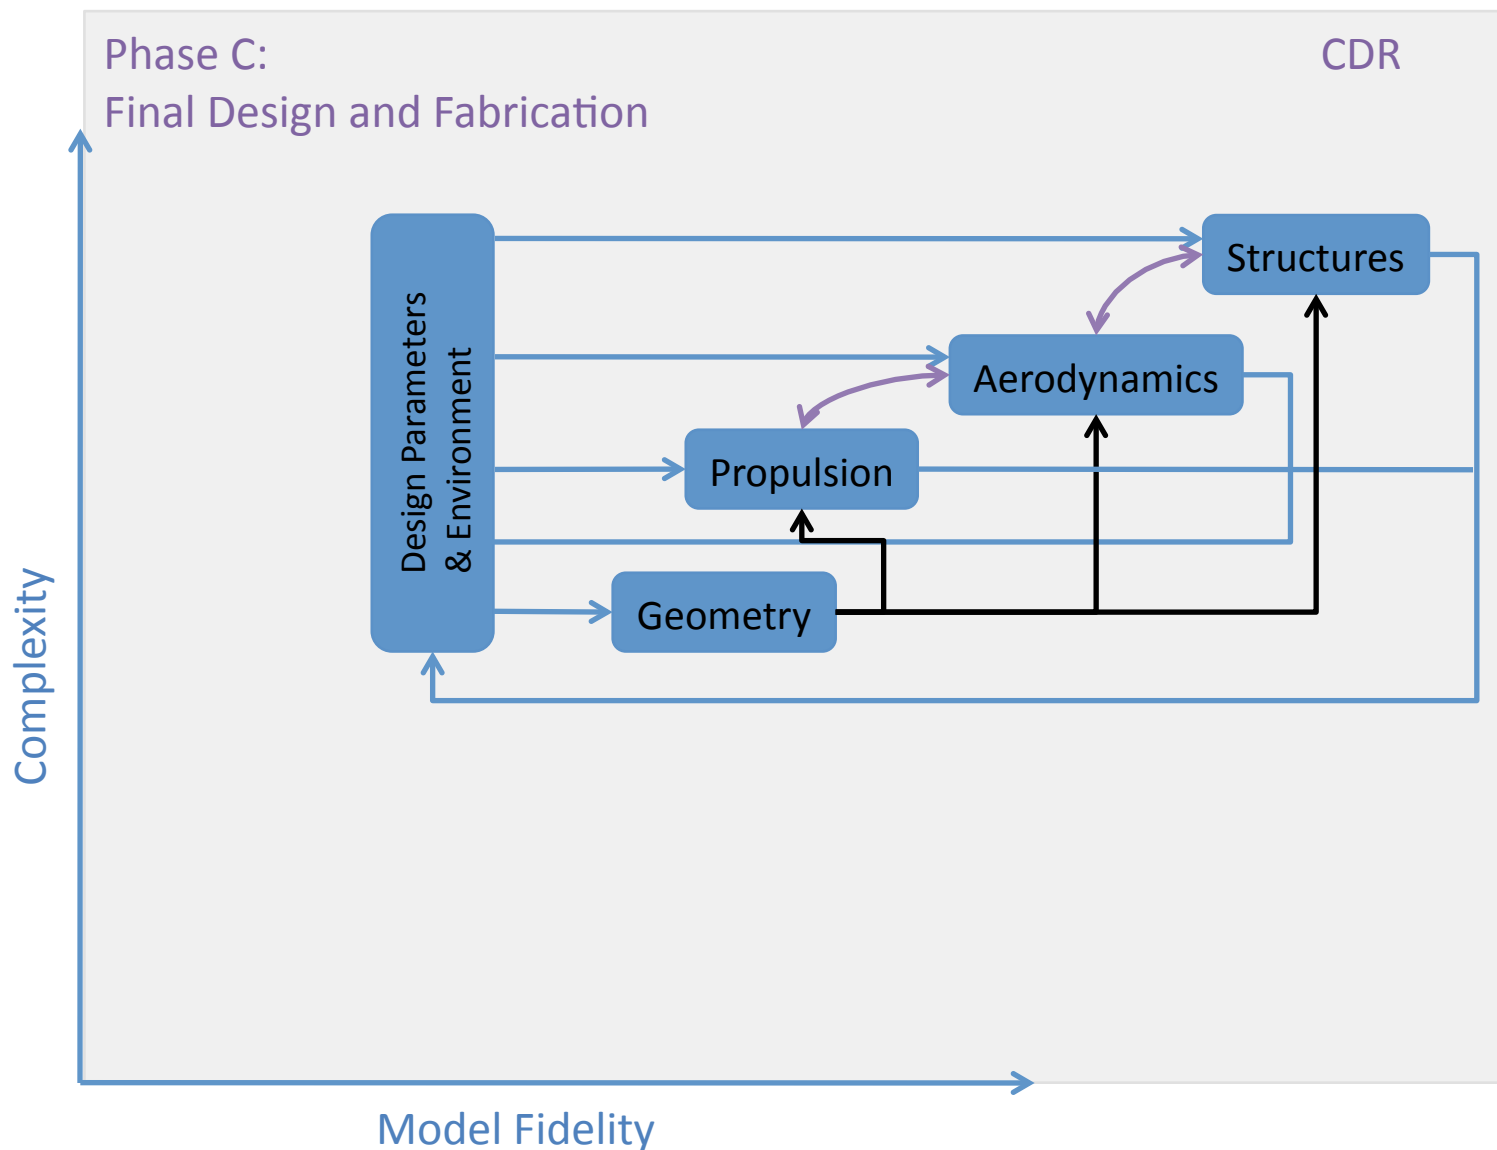 Phase C:
Final Design and Fabrication
CDR
Structures
Aerodynamics
Propulsion
Design Parameters
& Environment
Geometry
Complexity
Model Fidelity